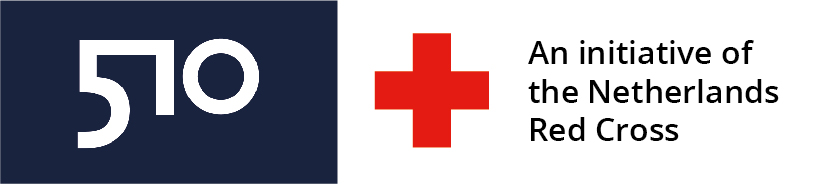 510
An initiative of
the Netherlands
Red Cross